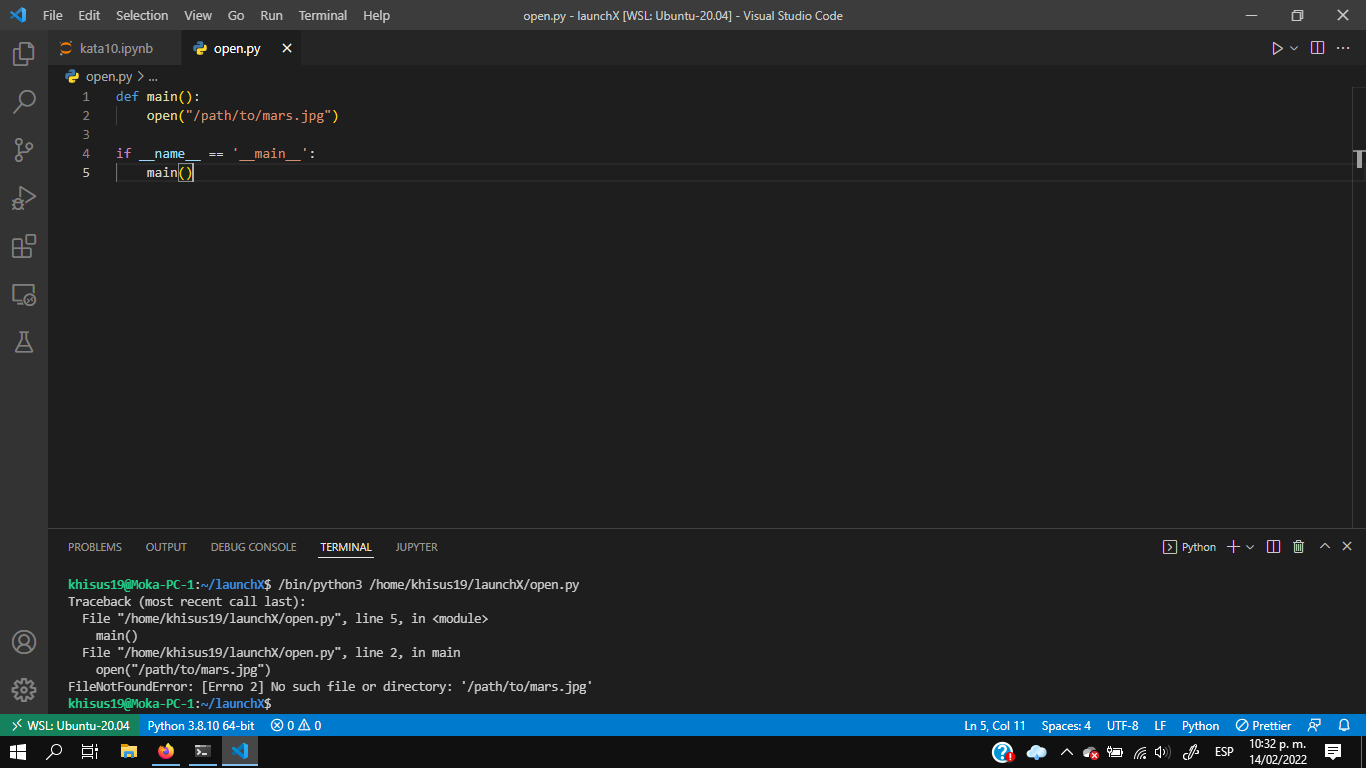 File Edit Selection View Go Run Terminal Help open.py - launchX [WSL: Ubuntu-20.04] - Visual Studio Code
kata10.ipynb open.py
open.py > ...
1 def main():
2     open("/path/to/mars.jpg")
3
4 if __name__ == '__main__':
5     main()
PROBLEMS OUTPUT DEBUG CONSOLE TERMINAL JUPYTER Python
khisus19@Moka-PC-1:~/launchX$ /bin/python3 /home/khisus19/launchX/open.py
Traceback (most recent call last):
  File "/home/khisus19/launchX/open.py", line 5, in <module>
    main()
  File "/home/khisus19/launchX/open.py", line 2, in main
    open("/path/to/mars.jpg")
FileNotFoundError: [Errno 2] No such file or directory: '/path/to/mars.jpg'
khisus19@Moka-PC-1:~/launchX$
WSL: Ubuntu-20.04 Python 3.8.10 64-bit 0 0 Ln 5, Col 11 Spaces: 4 UTF-8 LF Python Prettier
ESP 10:32 p. m.
14/02/2022